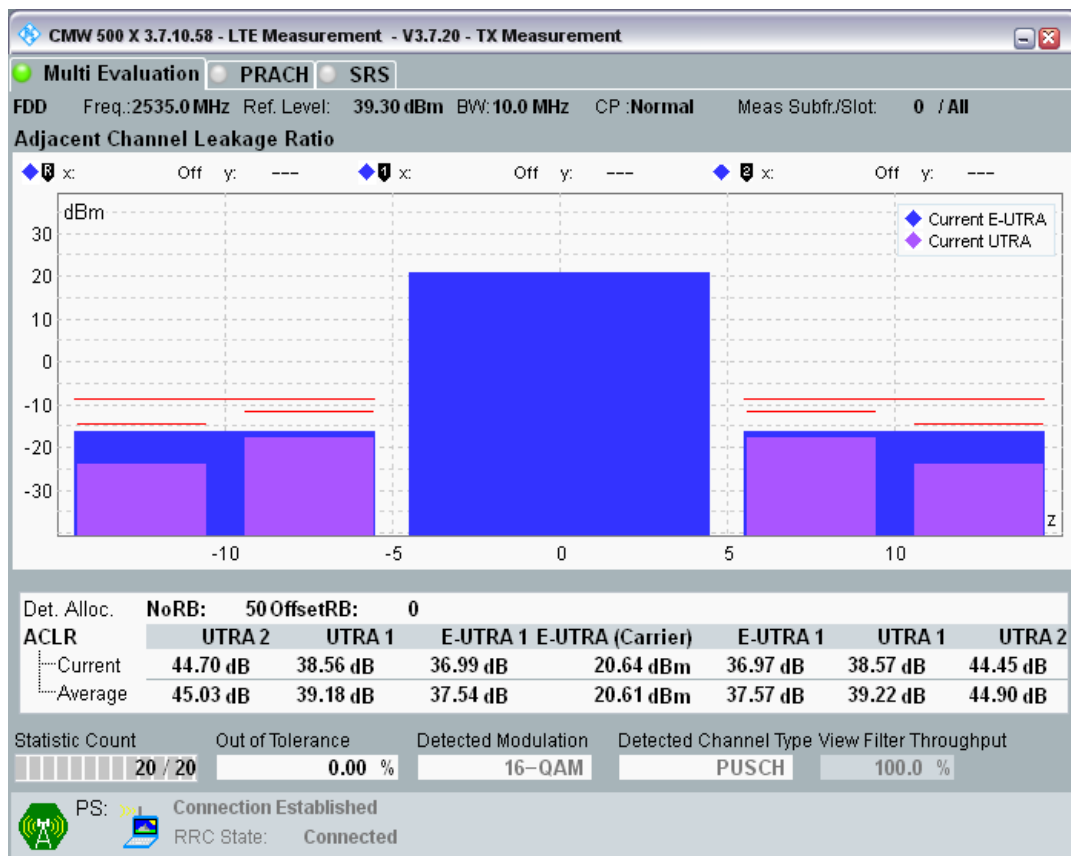 CMW 500 X 3.7.10.58 - LTE Measurement - V3.7.20 - TX Measurement
Multi Evaluation PRACH SRS
FDD Freq.:2535.0 MHz Ref. Level: 39.30 dBm BW:10.0 MHz CP :Normal Meas Subfr./Slot: 0 / All
Adjacent Channel Leakage Ratio
R x: Off y: --- 1 x: Off y: --- 2 x: Off y: ---
dBm
Current E-UTRA
Current UTRA
30
20
10
0
-10
-20
-30
z
-10 -5 0 5 10
Det. Alloc. NoRB: 50 OffsetRB: 0
ACLR UTRA 2 UTRA 1 E-UTRA 1 E-UTRA (Carrier) E-UTRA 1 UTRA 1 UTRA 2
Current 44.70 dB 38.56 dB 36.99 dB 20.64 dBm 36.97 dB 38.57 dB 44.45 dB
Average 45.03 dB 39.18 dB 37.54 dB 20.61 dBm 37.57 dB 39.22 dB 44.90 dB
Statistic Count Out of Tolerance Detected Modulation Detected Channel Type View Filter Throughput
20 / 20 0.00 % 16-QAM PUSCH 100.0 %
PS: Connection Established
RRC State: Connected